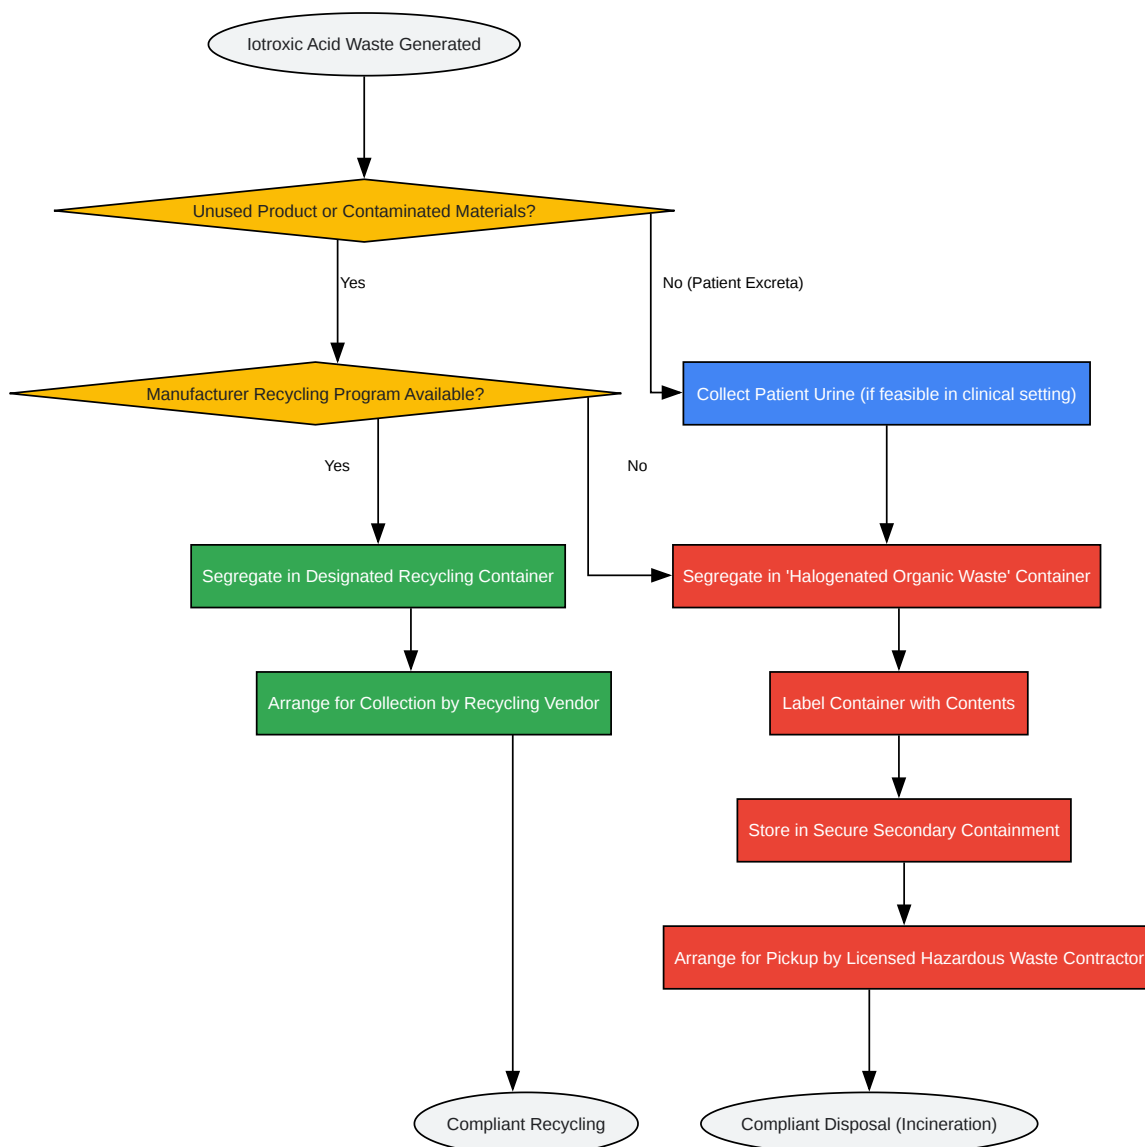 Iotroxic Acid Waste Generated
Unused Product or Contaminated Materials?
Yes
No (Patient Excreta)
Manufacturer Recycling Program Available?
Collect Patient Urine (if feasible in clinical setting)
Yes
No
Segregate in Designated Recycling Container
Segregate in 'Halogenated Organic Waste' Container
Arrange for Collection by Recycling Vendor
Label Container with Contents
Store in Secure Secondary Containment
Arrange for Pickup by Licensed Hazardous Waste Contractor
Compliant Recycling
Compliant Disposal (Incineration)